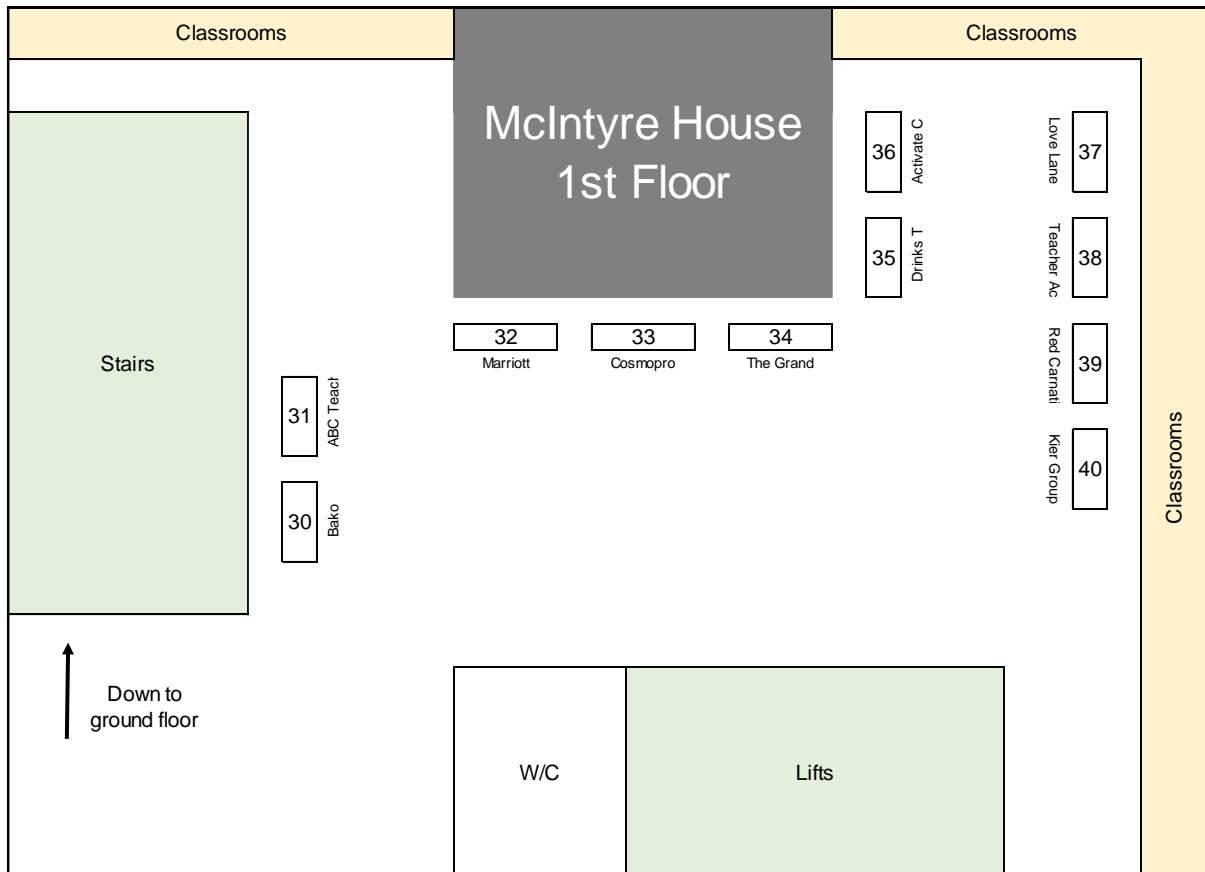 Classrooms
Classrooms
McIntyre House
1st Floor
36
Activate C
Love Lane
37
35
Drinks T
Teacher Ac
38
32
33
34
Marriott
Cosmopro
The Grand
Red Carnati
39
Stairs
31
ABC Teach
Kier Group
40
Classrooms
30
Bako
Down to
ground floor
W/C
Lifts